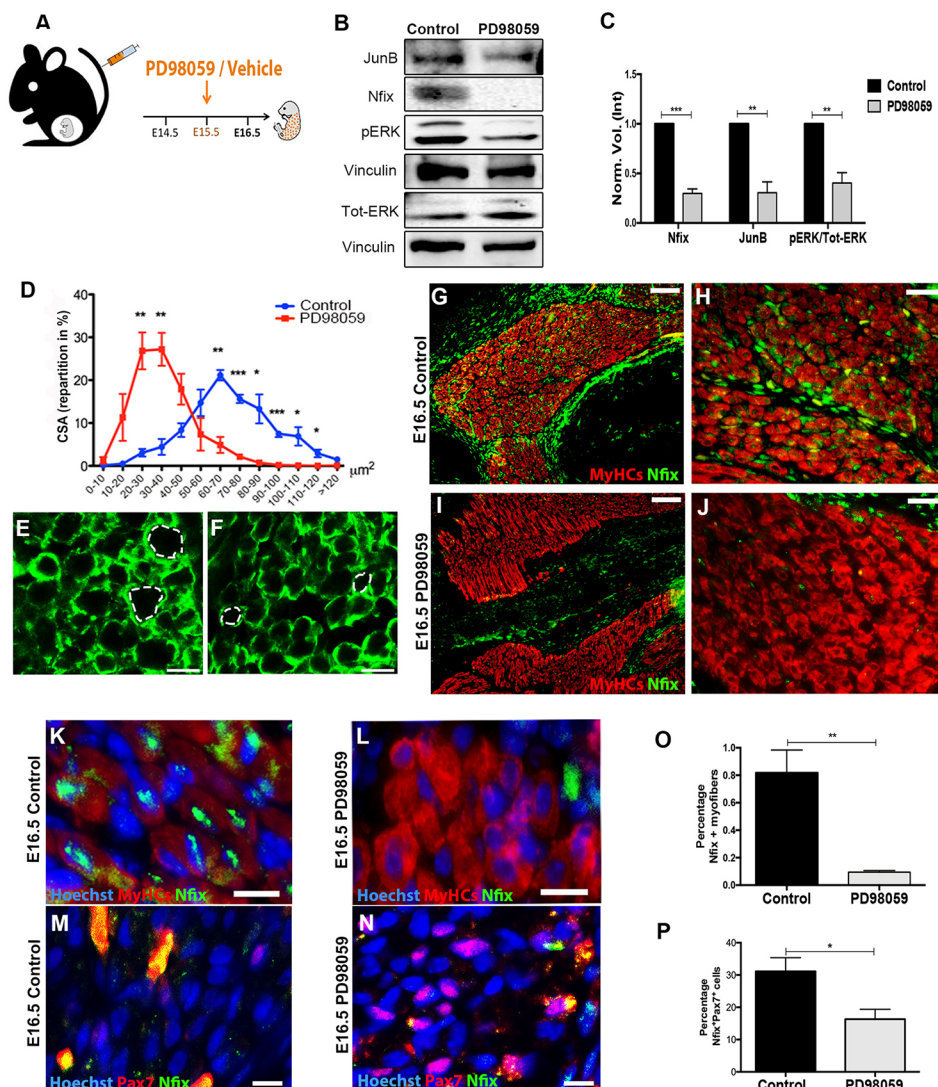 A
PD98059 / Vehicle
E14.5
E15.5
E16.5
B
Control
PD98059
JunB
Nfix
pERK
Vinculin
Tot-ERK
Vinculin
C
Control
PD98059
Norm. Vol. (Int)
1.5
1.0
0.5
0.0
***
**
**
Nfix
JunB
pERK/Tot-ERK
D
Control
PD98059
CSA (repartition in %)
40
30
20
10
0
**
**
**
***
*
***
*
*
0-10
10-20
20-30
30-40
40-50
50-60
60-70
70-80
80-90
90-100
100-110
110-120
>120
µm²
E
F
E16.5 Control
G
MyHCs Nfix
H
E16.5 PD98059
I
MyHCs Nfix
J
E16.5 Control
K
Hoechst MyHCs Nfix
E16.5 PD98059
L
Hoechst MyHCs Nfix
E16.5 Control
M
Hoechst Pax7 Nfix
E16.5 PD98059
N
Hoechst Pax7 Nfix
O
Percentage
Nfix + myofibers
1.0
0.8
0.6
0.4
0.2
0.0
**
Control
PD98059
P
Percentage
Nfix⁺Pax7⁺ cells
40
30
20
10
0
*
Control
PD98059